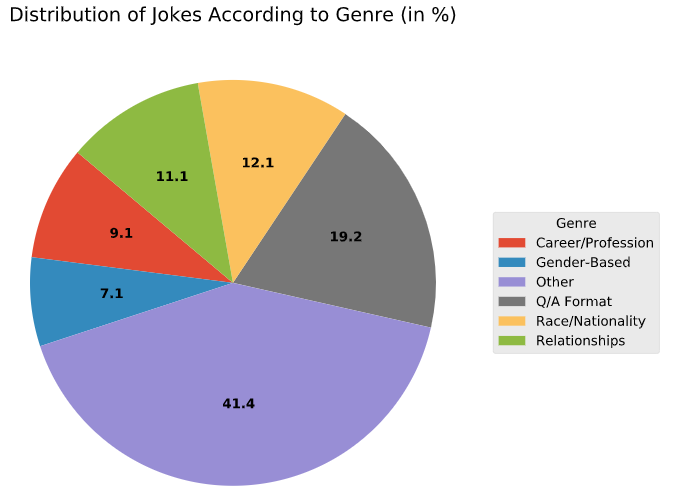 Distribution of Jokes According to Genre (in %)
12.1
11.1
19.2
9.1
7.1
41.4
Genre
Career/Profession
Gender-Based
Other
Q/A Format
Race/Nationality
Relationships